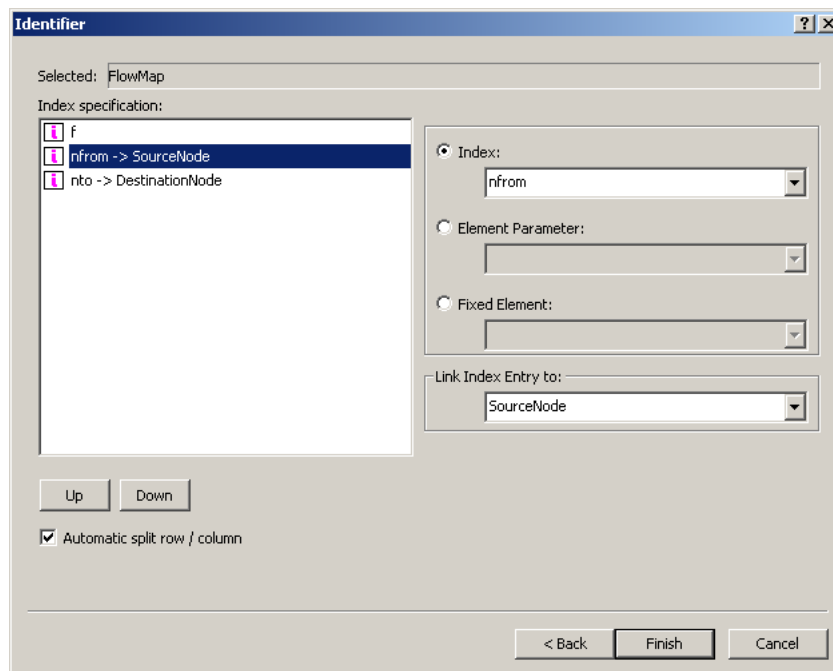 Identifier
Selected: FlowMap
Index specification:
f
nfrom -> SourceNode
nto -> DestinationNode
Index:
nfrom
Element Parameter:
Fixed Element:
Link Index Entry to:
SourceNode
Up Down
Automatic split row / column
< Back Finish Cancel